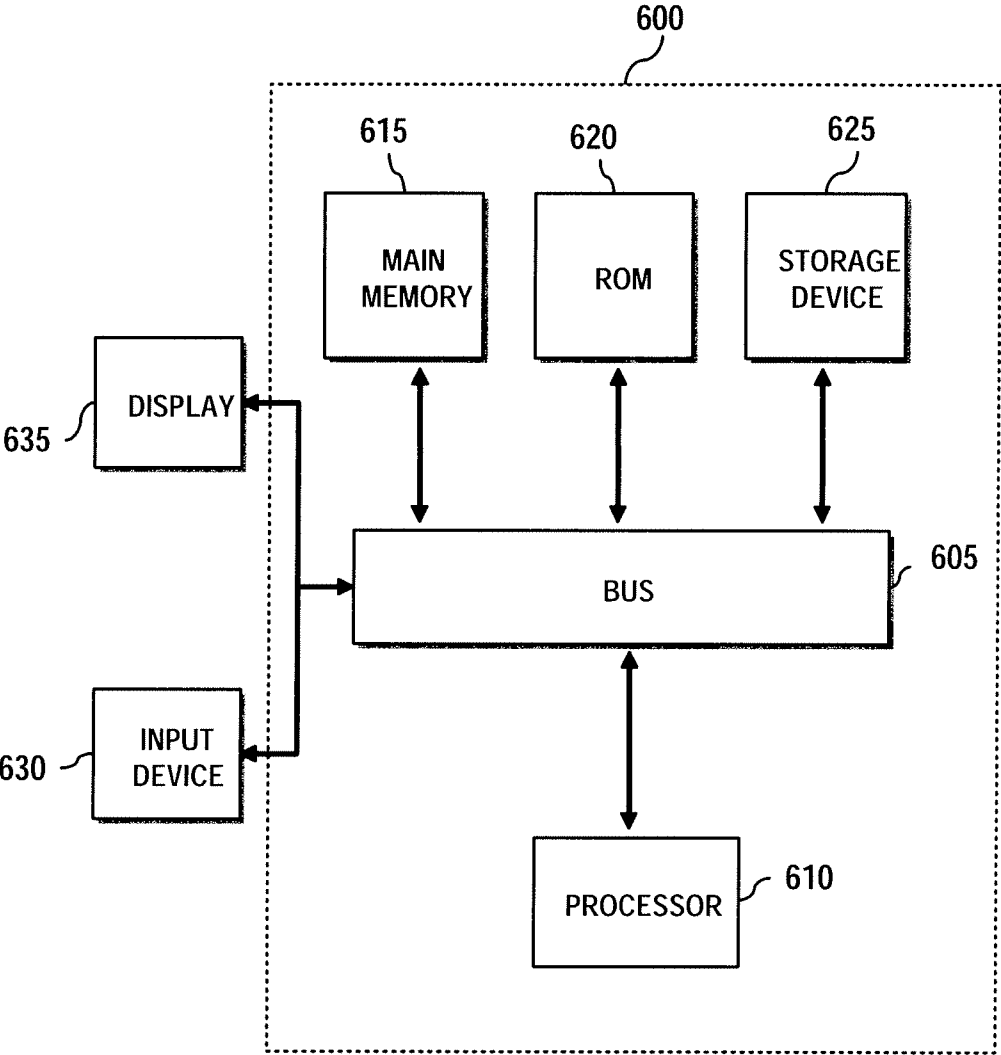 600
615
620
625
MAIN
MEMORY
ROM
STORAGE
DEVICE
DISPLAY
635
605
BUS
INPUT
DEVICE
630
610
PROCESSOR